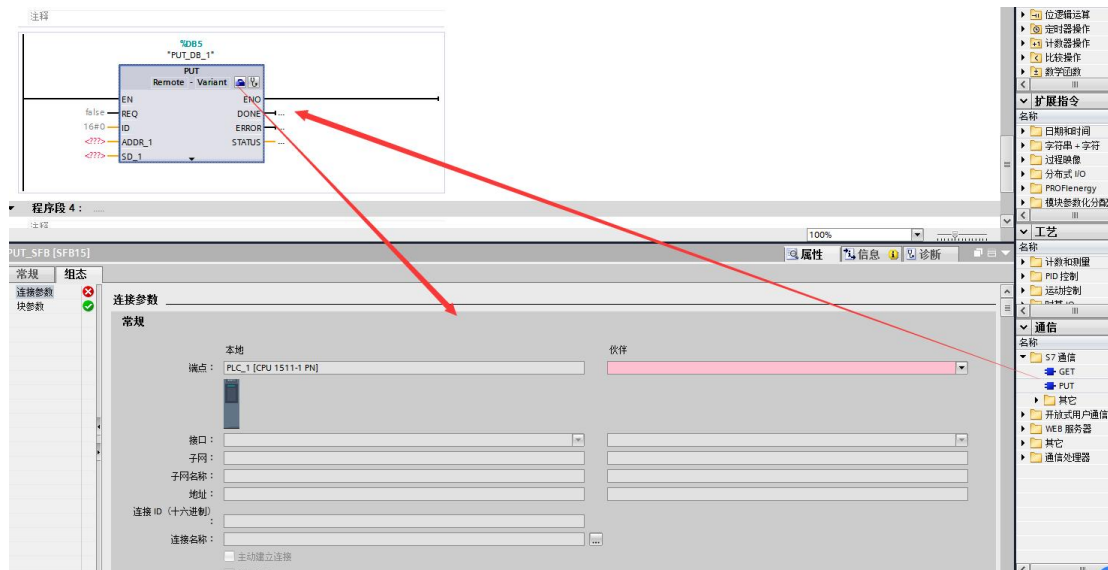 注释
%DB5
"PUT_DB_1"
PUT
Remote - Variant
EN
ENO
false
REQ
DONE
...
16#0
ID
ERROR
...
<???>
ADDR_1
STATUS
...
<???>
SD_1
程序段 4：
注释
100%
PUT_SFB [SFB15]
属性
信息
诊断
常规
组态
连接参数
块参数
连接参数
常规
本地
伙伴
端点：
PLC_1 [CPU 1511-1 PN]
接口：
子网：
子网名称：
地址：
连接 ID（十六进制）
：
连接名称：
...
主动建立连接
位逻辑运算
定时器操作
计数器操作
比较操作
数学函数
扩展指令
名称
日期和时间
字符串 + 字符
过程映像
分布式 I/O
PROFIenergy
模块参数化分配
工艺
名称
计数和测量
PID 控制
运动控制
通信
名称
S7 通信
GET
PUT
其它
开放式用户通信
WEB 服务器
其它
通信处理器